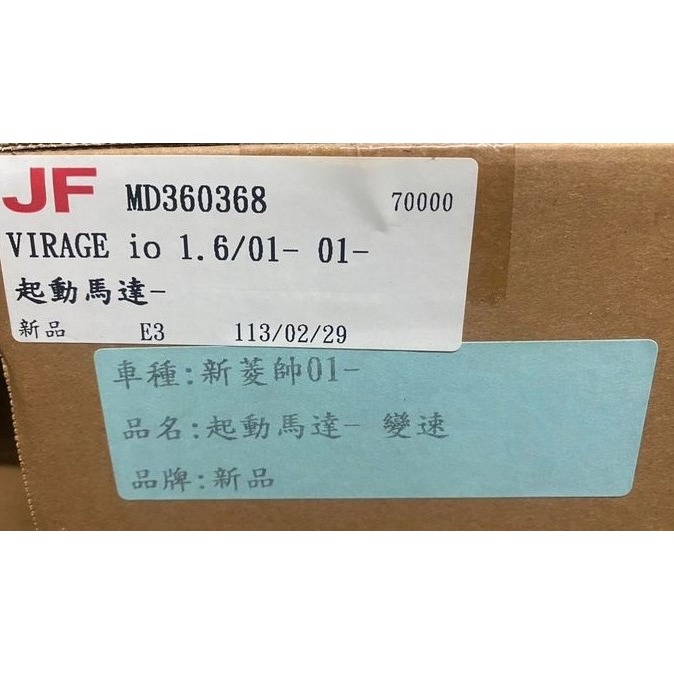 JF MD360368 70000
VIRAGE io 1.6/01- 01-
起動馬達-
新品 E3 113/02/29
車種:新菱帥01-
品名:起動馬達- 變速
品牌:新品